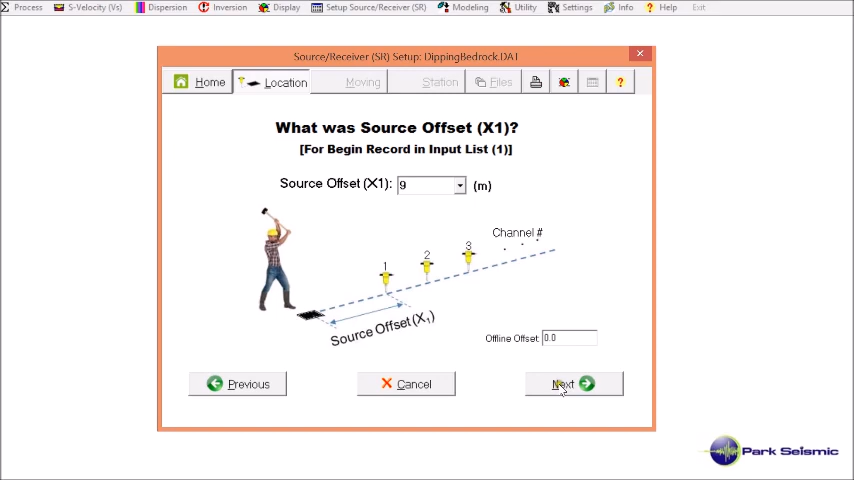 Process S-Velocity (Vs) Dispersion Inversion Display Setup Source/Receiver (SR) Modeling Utility Settings Info Help Exit
Source/Receiver (SR) Setup: DippingBedrock.DAT
Home Location Moving Station Files
What was Source Offset (X1)?
[For Begin Record in Input List (1)]
Source Offset (X1): 9 (m)
Channel #
1 2 3
Source Offset (X1)
Offline Offset: 0.0
Previous Cancel Next
Park Seismic